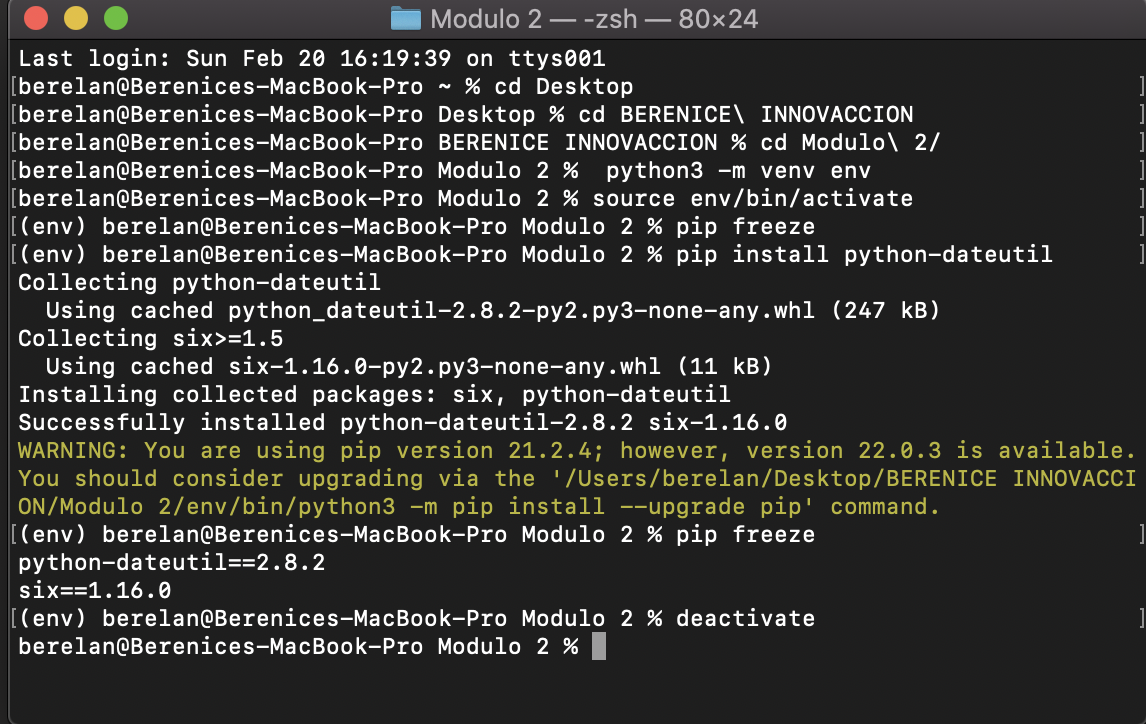 Modulo 2 — -zsh — 80×24
Last login: Sun Feb 20 16:19:39 on ttys001
[berelan@Berenices-MacBook-Pro ~ % cd Desktop ]
[berelan@Berenices-MacBook-Pro Desktop % cd BERENICE\ INNOVACCION ]
[berelan@Berenices-MacBook-Pro BERENICE INNOVACCION % cd Modulo\ 2/ ]
[berelan@Berenices-MacBook-Pro Modulo 2 %  python3 -m venv env ]
[berelan@Berenices-MacBook-Pro Modulo 2 % source env/bin/activate ]
[(env) berelan@Berenices-MacBook-Pro Modulo 2 % pip freeze ]
[(env) berelan@Berenices-MacBook-Pro Modulo 2 % pip install python-dateutil ]
Collecting python-dateutil
  Using cached python_dateutil-2.8.2-py2.py3-none-any.whl (247 kB)
Collecting six>=1.5
  Using cached six-1.16.0-py2.py3-none-any.whl (11 kB)
Installing collected packages: six, python-dateutil
Successfully installed python-dateutil-2.8.2 six-1.16.0
WARNING: You are using pip version 21.2.4; however, version 22.0.3 is available.
You should consider upgrading via the '/Users/berelan/Desktop/BERENICE INNOVACCI
ON/Modulo 2/env/bin/python3 -m pip install --upgrade pip' command.
[(env) berelan@Berenices-MacBook-Pro Modulo 2 % pip freeze ]
python-dateutil==2.8.2
six==1.16.0
[(env) berelan@Berenices-MacBook-Pro Modulo 2 % deactivate ]
berelan@Berenices-MacBook-Pro Modulo 2 %